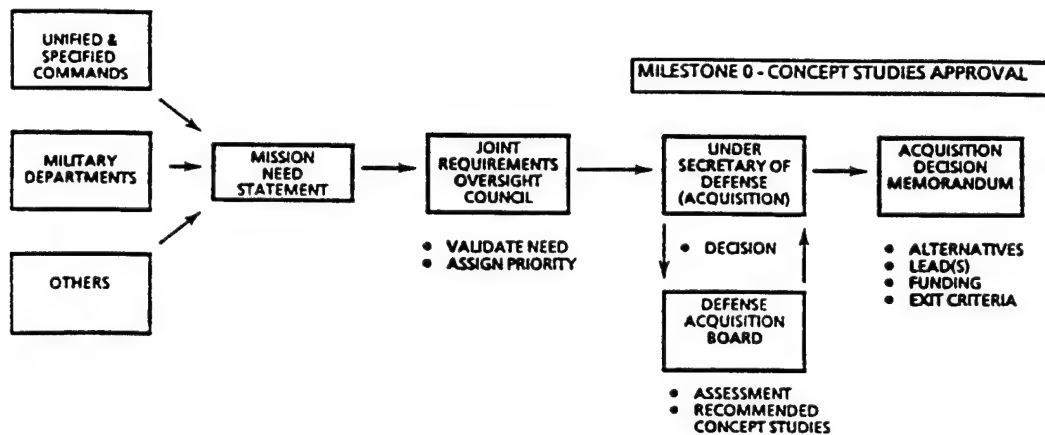 UNIFIED &
SPECIFIED
COMMANDS
MILITARY
DEPARTMENTS
OTHERS
MISSION
NEED
STATEMENT
JOINT
REQUIREMENTS
OVERSIGHT
COUNCIL
● VALIDATE NEED
● ASSIGN PRIORITY
MILESTONE 0 - CONCEPT STUDIES APPROVAL
UNDER
SECRETARY OF
DEFENSE
(ACQUISITION)
● DECISION
DEFENSE
ACQUISITION
BOARD
● ASSESSMENT
● RECOMMENDED
CONCEPT STUDIES
ACQUISITION
DECISION
MEMORANDUM
● ALTERNATIVES
● LEAD(S)
● FUNDING
● EXIT CRITERIA